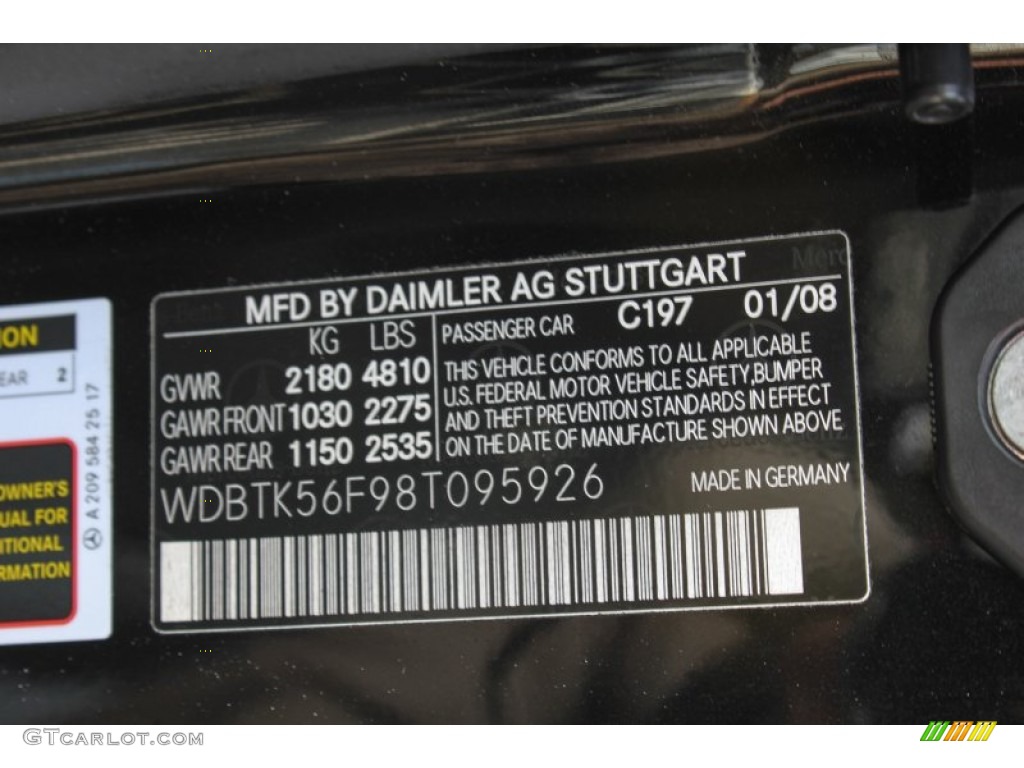 MFD BY DAIMLER AG STUTTGART
KG LBS
GVWR 2180 4810
GAWR FRONT 1030 2275
GAWR REAR 1150 2535
PASSENGER CAR C197 01/08
THIS VEHICLE CONFORMS TO ALL APPLICABLE
U.S. FEDERAL MOTOR VEHICLE SAFETY,BUMPER
AND THEFT PREVENTION STANDARDS IN EFFECT
ON THE DATE OF MANUFACTURE SHOWN ABOVE
WDBTK56F98T095926 MADE IN GERMANY
ION
EAR 2
OWNER'S
UAL FOR
ITIONAL
RMATION
A 209 584 25 17
GTCARLOT.COM